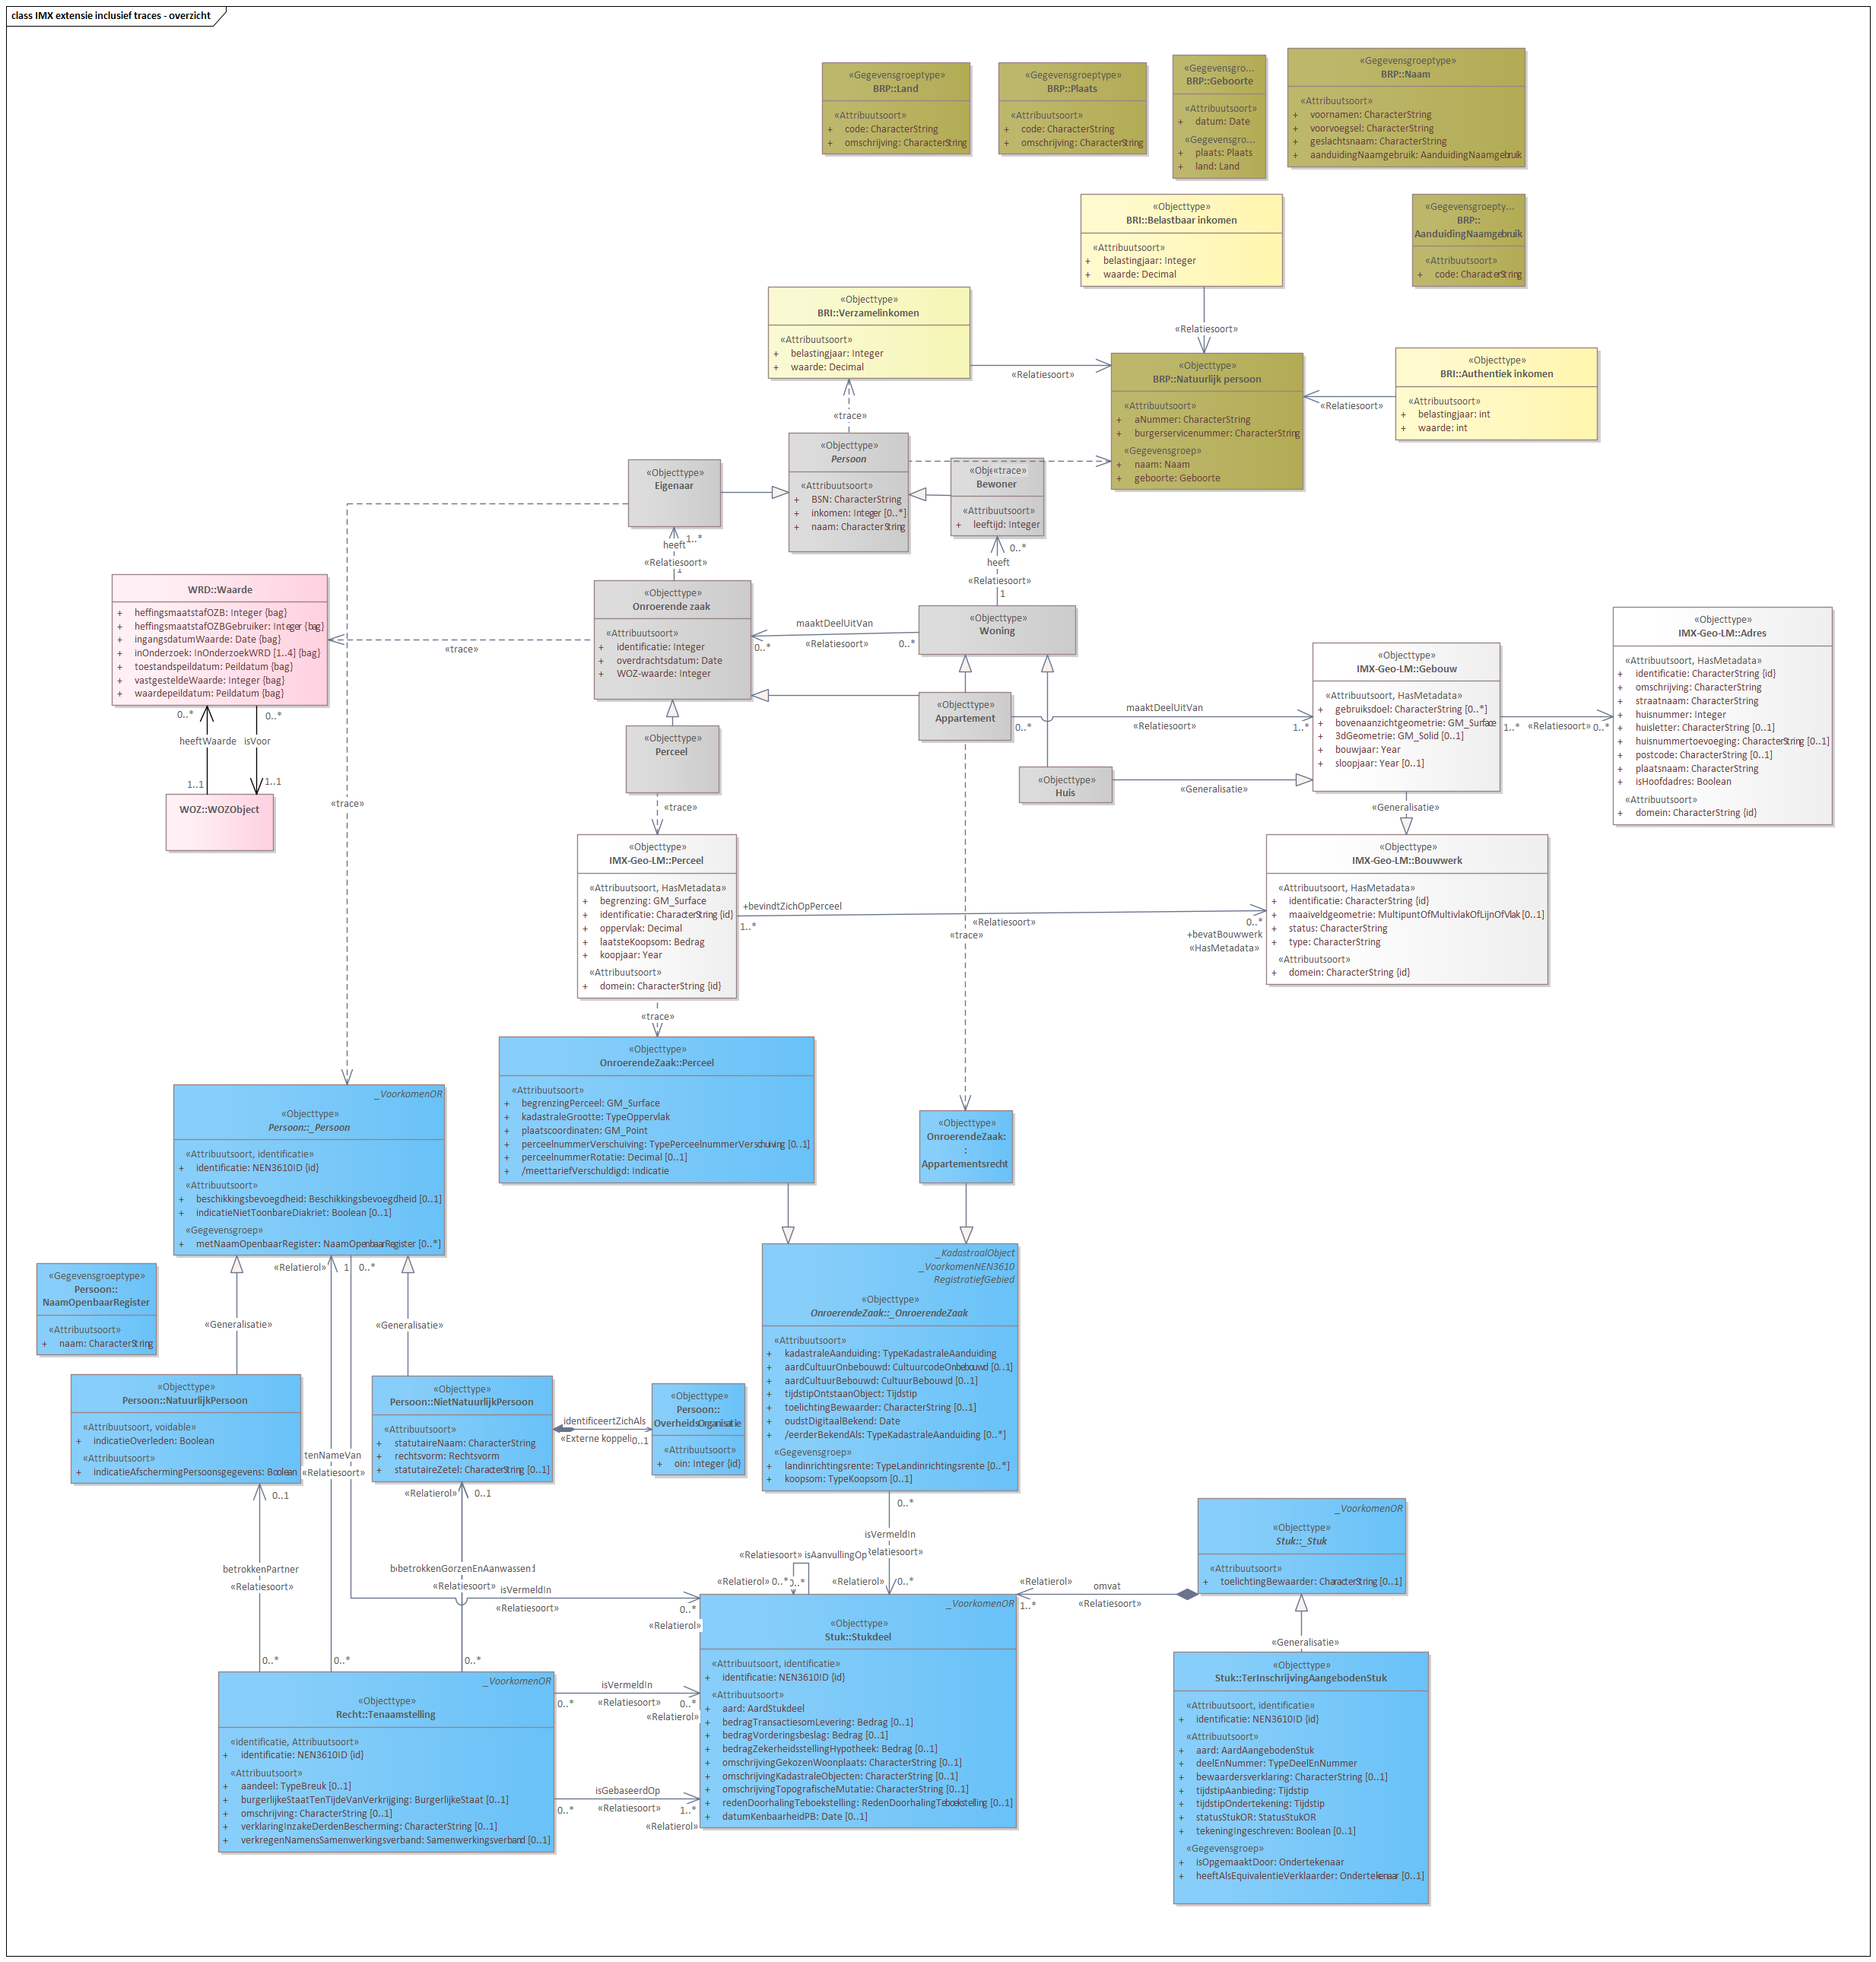 class IMX extensie inclusief traces - overzicht
«Gegevensgroeptype»
BRP::Land
«Attribuutsoort»
+ code: CharacterString
+ omschrijving: CharacterString
«Gegevensgroeptype»
BRP::Plaats
«Attribuutsoort»
+ code: CharacterString
+ omschrijving: CharacterString
«Gegevensgro...
BRP::Geboorte
«Attribuutsoort»
+ datum: Date
«Gegevensgro...
+ plaats: Plaats
+ land: Land
«Gegevensgroeptype»
BRP::Naam
«Attribuutsoort»
+ voornamen: CharacterString
+ voorvoegsel: CharacterString
+ geslachtsnaam: CharacterString
+ aanduidingNaamgebruik: AanduidingNaamgebruik
«Objecttype»
BRI::Belastbaar inkomen
«Attribuutsoort»
+ belastingjaar: Integer
+ waarde: Decimal
«Gegevensgroepty...
BRP::
AanduidingNaamgebruik
«Attribuutsoort»
+ code: CharacterString
«Objecttype»
BRI::Verzamelinkomen
«Attribuutsoort»
+ belastingjaar: Integer
+ waarde: Decimal
«Relatiesoort»
«Relatiesoort»
«Objecttype»
BRP::Natuurlijk persoon
«Attribuutsoort»
+ aNummer: CharacterString
+ burgerservicenummer: CharacterString
«Gegevensgroep»
+ naam: Naam
+ geboorte: Geboorte
«Relatiesoort»
«Objecttype»
BRI::Authentiek inkomen
«Attribuutsoort»
+ belastingjaar: int
+ waarde: int
«trace»
«Objecttype»
Eigenaar
«Objecttype»
Persoon
«Attribuutsoort»
+ BSN: CharacterString
+ inkomen: Integer [0..*]
+ naam: CharacterString
«trace»
Bewoner
«Attribuutsoort»
+ leeftijd: Integer
1..*
heeft
«Relatiesoort»
1
0..*
heeft
«Relatiesoort»
1
WRD::Waarde
+ heffingsmaatstafOZB: Integer {bag}
+ heffingsmaatstafOZBGebruiker: Integer {bag}
+ ingangsdatumWaarde: Date {bag}
+ inOnderzoek: InOnderzoekWRD [1..4] {bag}
+ toestandspeildatum: Peildatum {bag}
+ vastgesteldeWaarde: Integer {bag}
+ waardepeildatum: Peildatum {bag}
«trace»
«Objecttype»
Onroerende zaak
«Attribuutsoort»
+ identificatie: Integer
+ overdrachtsdatum: Date
+ WOZ-waarde: Integer
maaktDeelUitVan
0..*
«Relatiesoort»
0..*
«Objecttype»
Woning
«Objecttype»
Appartement
0..*
maaktDeelUitVan
«Relatiesoort»
1..*
«Objecttype»
Perceel
«Objecttype»
Huis
«Generalisatie»
«Objecttype»
IMX-Geo-LM::Gebouw
«Attribuutsoort, HasMetadata»
+ gebruiksdoel: CharacterString [0..*]
+ bovenaanzichtgeometrie: GM_Surface
+ 3dGeometrie: GM_Solid [0..1]
+ bouwjaar: Year
+ sloopjaar: Year [0..1]
1..*
«Relatiesoort»
0..*
«Objecttype»
IMX-Geo-LM::Adres
«Attribuutsoort, HasMetadata»
+ identificatie: CharacterString {id}
+ omschrijving: CharacterString
+ straatnaam: CharacterString
+ huisnummer: Integer
+ huisletter: CharacterString [0..1]
+ huisnummertoevoeging: CharacterString [0..1]
+ postcode: CharacterString [0..1]
+ plaatsnaam: CharacterString
+ isHoofdadres: Boolean
«Attribuutsoort»
+ domein: CharacterString {id}
0..*
heeftWaarde
1..1
0..*
isVoor
1..1
WOZ::WOZObject
«trace»
«trace»
«Generalisatie»
«Objecttype»
IMX-Geo-LM::Perceel
«Attribuutsoort, HasMetadata»
+ begrenzing: GM_Surface
+ identificatie: CharacterString {id}
+ oppervlak: Decimal
+ laatsteKoopsom: Bedrag
+ koopjaar: Year
«Attribuutsoort»
+ domein: CharacterString {id}
+bevindtZichOpPerceel
1..*
«Relatiesoort»
0..*
+bevatBouwwerk
«HasMetadata»
«trace»
«Objecttype»
IMX-Geo-LM::Bouwwerk
«Attribuutsoort, HasMetadata»
+ identificatie: CharacterString {id}
+ maaiveldgeometrie: MultipuntOfMultivlakOfLijnOfVlak [0..1]
+ status: CharacterString
+ type: CharacterString
«Attribuutsoort»
+ domein: CharacterString {id}
«trace»
«Objecttype»
OnroerendeZaak::Perceel
«Attribuutsoort»
+ begrenzingPerceel: GM_Surface
+ kadastraleGrootte: TypeOppervlak
+ plaatscoordinaten: GM_Point
+ perceelnummerVerschuiving: TypePerceelnummerVerschuiving [0..1]
+ perceelnummerRotatie: Decimal [0..1]
+ /meettariefVerschuldigd: Indicatie
«Objecttype»
OnroerendeZaak:
:
Appartementsrecht
_VoorkomenOR
«Objecttype»
Persoon::_Persoon
«Attribuutsoort, identificatie»
+ identificatie: NEN3610ID {id}
«Attribuutsoort»
+ beschikkingsbevoegdheid: Beschikkingsbevoegdheid [0..1]
+ indicatieNietToonbareDiakriet: Boolean [0..1]
«Gegevensgroep»
+ metNaamOpenbaarRegister: NaamOpenbaarRegister [0..*]
«Relatierol»
1
0..*
«Gegevensgroeptype»
Persoon::
NaamOpenbaarRegister
«Attribuutsoort»
+ naam: CharacterString
«Generalisatie»
«Generalisatie»
_KadastraalObject
_VoorkomenNEN3610
RegistratiefGebied
«Objecttype»
OnroerendeZaak::_OnroerendeZaak
«Attribuutsoort»
+ kadastraleAanduiding: TypeKadastraleAanduiding
+ aardCultuurOnbebouwd: CultuurcodeOnbebouwd [0..1]
+ aardCultuurBebouwd: CultuurBebouwd [0..1]
+ tijdstipOntstaanObject: Tijdstip
+ toelichtingBewaarder: CharacterString [0..1]
+ oudstDigitaalBekend: Date
+ /eerderBekendAls: TypeKadastraleAanduiding [0..*]
«Gegevensgroep»
+ landinrichtingsrente: TypeLandinrichtingsrente [0..*]
+ koopsom: TypeKoopsom [0..1]
«Objecttype»
Persoon::NatuurlijkPersoon
«Attribuutsoort, voidable»
+ indicatieOverleden: Boolean
«Attribuutsoort»
+ indicatieAfschermingPersoonsgegevens: Boolean
«Objecttype»
Persoon::NietNatuurlijkPersoon
«Attribuutsoort»
+ statutaireNaam: CharacterString
+ rechtsvorm: Rechtsvorm
+ statutaireZetel: CharacterString [0..1]
identificeertZichAls
0..1
«Objecttype»
Persoon::
OverheidsOrganisatie
«Attribuutsoort»
+ oin: Integer {id}
tenNameVan
«Relatiesoort»
0..1
«Relatierol»
0..1
0..*
isVermeldIn
«Relatierol»
0..*
_VoorkomenOR
«Objecttype»
Stuk::_Stuk
«Attribuutsoort»
+ toelichtingBewaarder: CharacterString [0..1]
betrokkenPartner
«Relatiesoort»
betrokkenGorzenEnAanwassen
«Relatiesoort»
isVermeldIn
«Relatiesoort»
0..*
«Relatierol»
«Relatiesoort»
isAanvullingOp
«Relatierol»
0..*
«Relatierol»
1..*
omvat
«Relatiesoort»
«Generalisatie»
0..*
0..*
0..*
_VoorkomenOR
«Objecttype»
Recht::Tenaamstelling
«identificatie, Attribuutsoort»
+ identificatie: NEN3610ID {id}
«Attribuutsoort»
+ aandeel: TypeBreuk [0..1]
+ burgerlijkeStaatTenTijdeVanVerkrijging: BurgerlijkeStaat [0..1]
+ omschrijving: CharacterString [0..1]
+ verklaringInzakeDerdenBescherming: CharacterString [0..1]
+ verkregenNamensSamenwerkingsverband: Samenwerkingsverband [0..1]
isVermeldIn
0..*
«Relatiesoort»
0..*
«Relatierol»
isGebaseerdOp
0..*
«Relatiesoort»
1..*
«Relatierol»
_VoorkomenOR
«Objecttype»
Stuk::Stukdeel
«Attribuutsoort, identificatie»
+ identificatie: NEN3610ID {id}
«Attribuutsoort»
+ aard: AardStukdeel
+ bedragTransactiesomLevering: Bedrag [0..1]
+ bedragVorderingsbeslag: Bedrag [0..1]
+ bedragZekerheidsstellingHypotheek: Bedrag [0..1]
+ omschrijvingGekozenWoonplaats: CharacterString [0..1]
+ omschrijvingKadastraleObjecten: CharacterString [0..1]
+ omschrijvingTopografischeMutatie: CharacterString [0..1]
+ redenDoorhalingTeboekstelling: RedenDoorhalingTeboekstelling [0..1]
+ datumKenbaarheidPB: Date [0..1]
«Objecttype»
Stuk::TerInschrijvingAangebodenStuk
«Attribuutsoort, identificatie»
+ identificatie: NEN3610ID {id}
«Attribuutsoort»
+ aard: AardAangebodenStuk
+ deelEnNummer: TypeDeelEnNummer
+ bewaardersverklaring: CharacterString [0..1]
+ tijdstipAanbieding: Tijdstip
+ tijdstipOndertekening: Tijdstip
+ statusStukOR: StatusStukOR
+ tekeningIngeschreven: Boolean [0..1]
«Gegevensgroep»
+ isOpgemaaktDoor: Ondertekenaar
+ heeftAlsEquivalentieVerklaarder: Ondertekenaar [0..1]